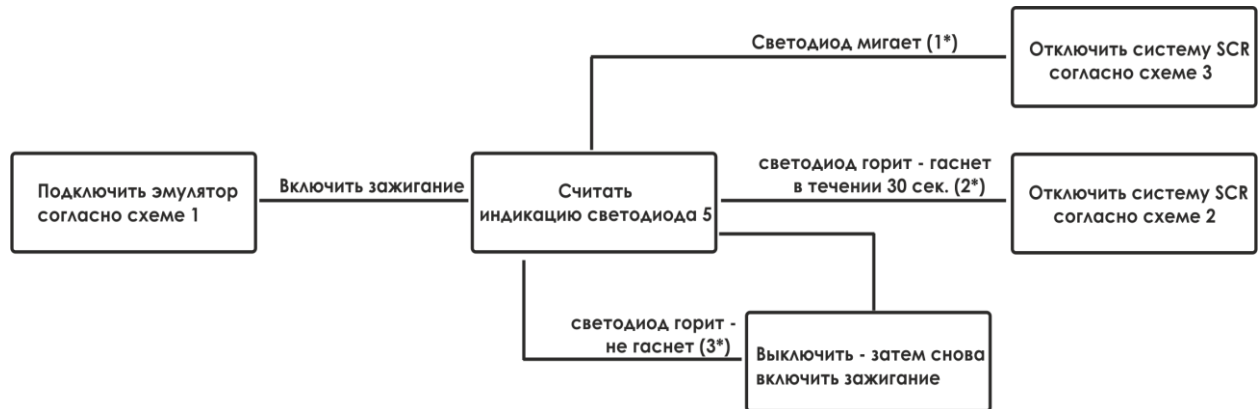 Светодиод мигает (1*)
Отключить систему SCR
согласно схеме 3
Подключить эмулятор
согласно схеме 1
Включить зажигание
Считать
индикацию светодиода 5
светодиод горит - гаснет
в течении 30 сек. (2*)
Отключить систему SCR
согласно схеме 2
светодиод горит -
не гаснет (3*)
Выключить - затем снова
включить зажигание